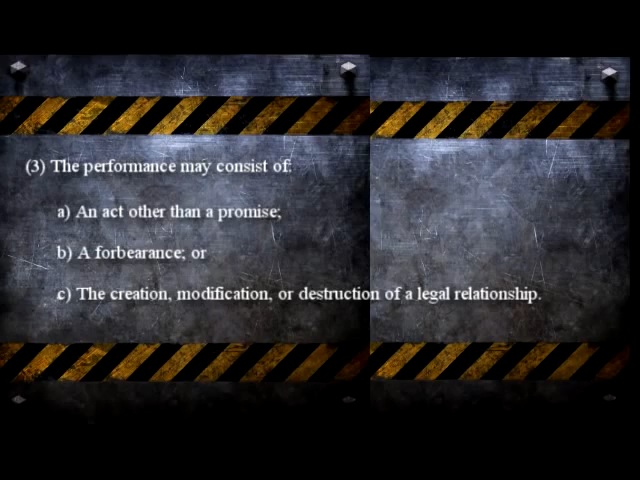 (3) The performance may consist of:
a) An act other than a promise;
b) A forbearance; or
c) The creation, modification, or destruction of a legal relationship.